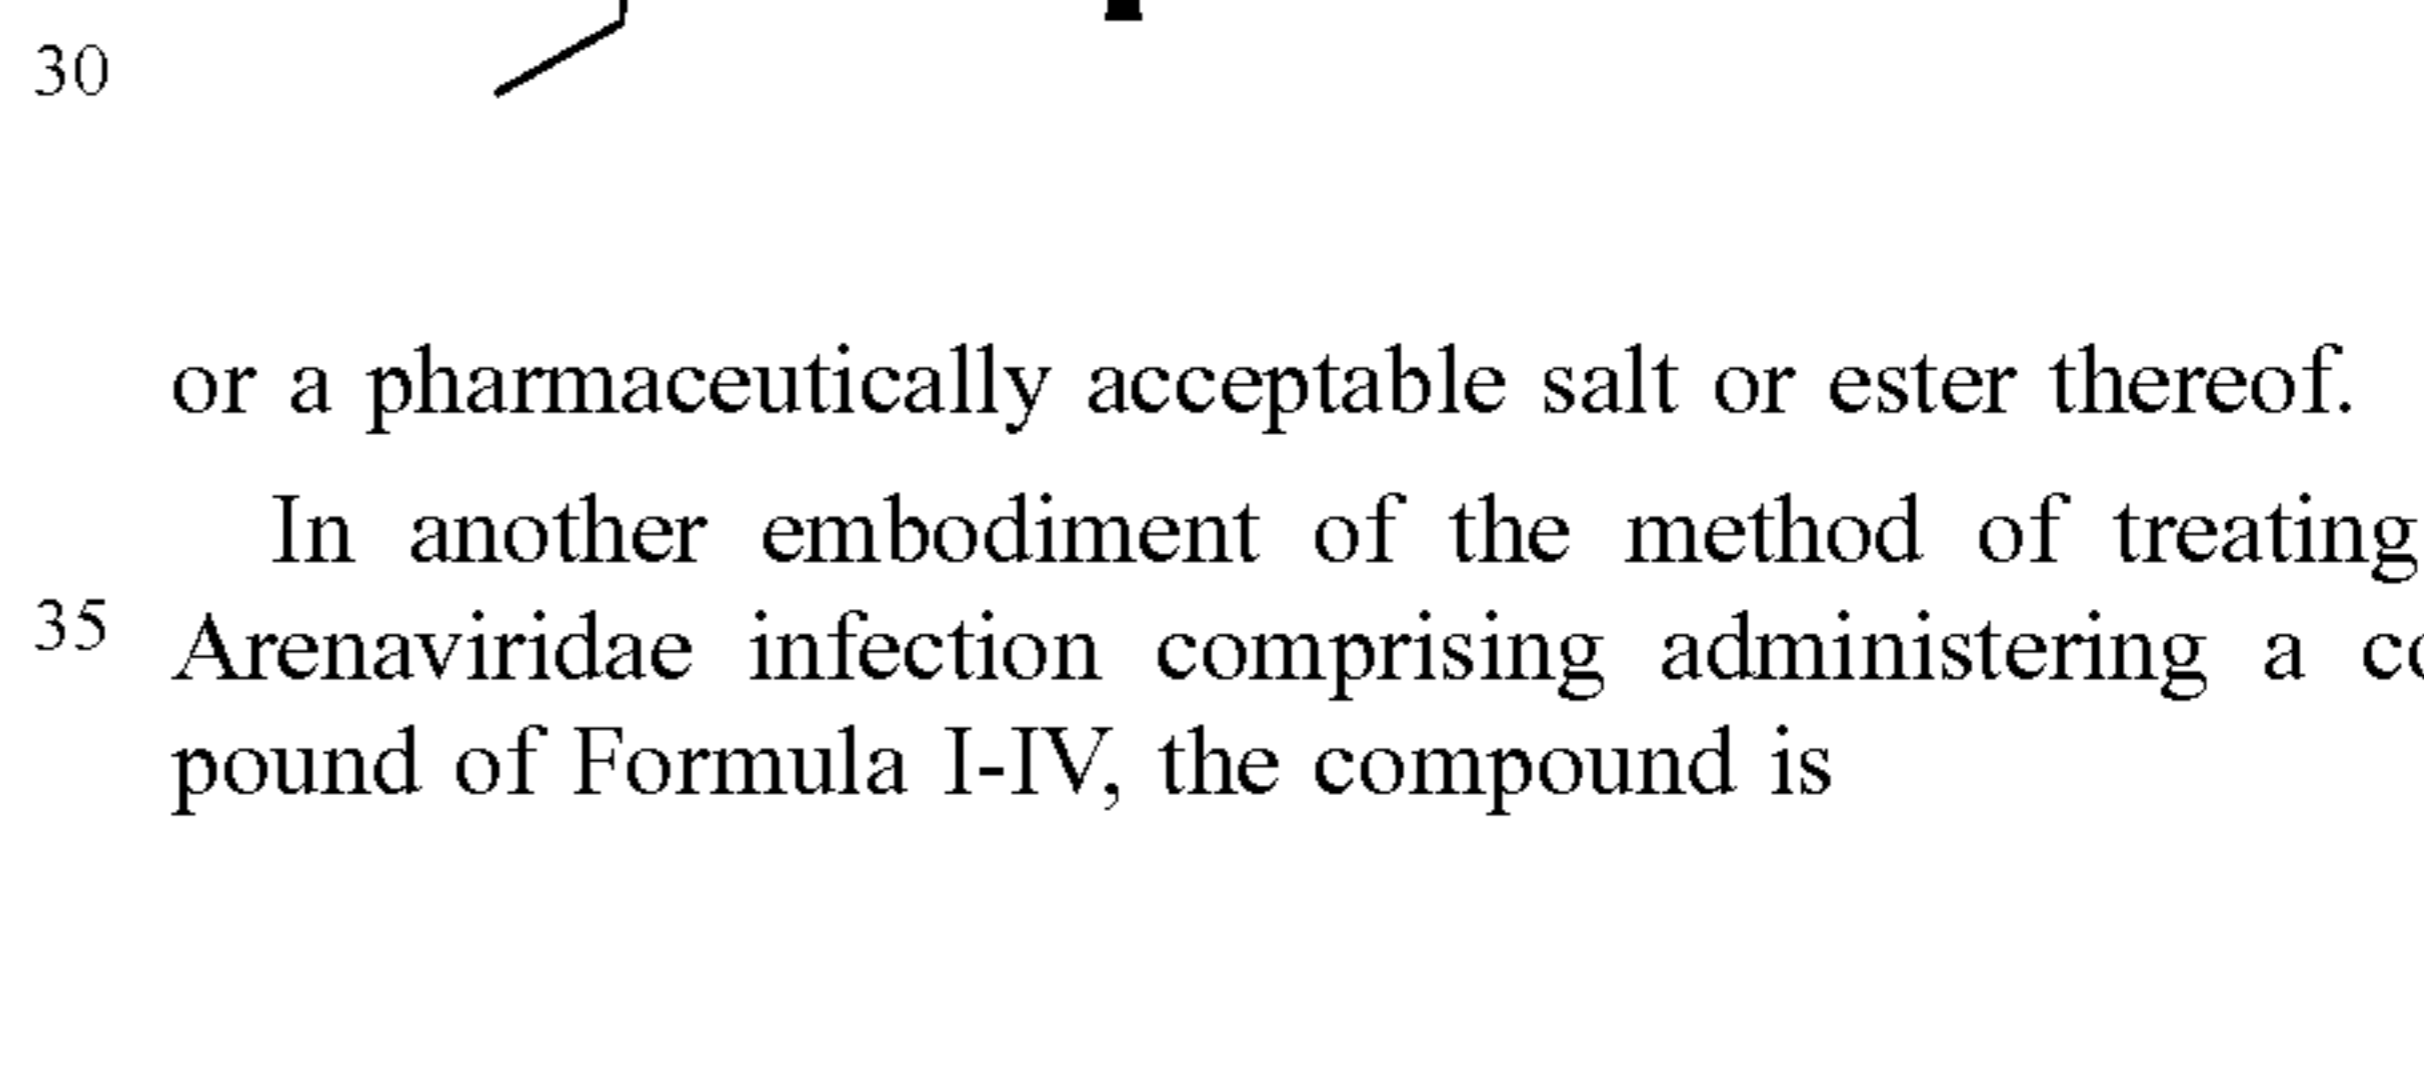 30
or a pharmaceutically acceptable salt or ester thereof.
In another embodiment of the method of treating
35 Arenaviridae infection comprising administering a
pound of Formula I-IV, the compound is